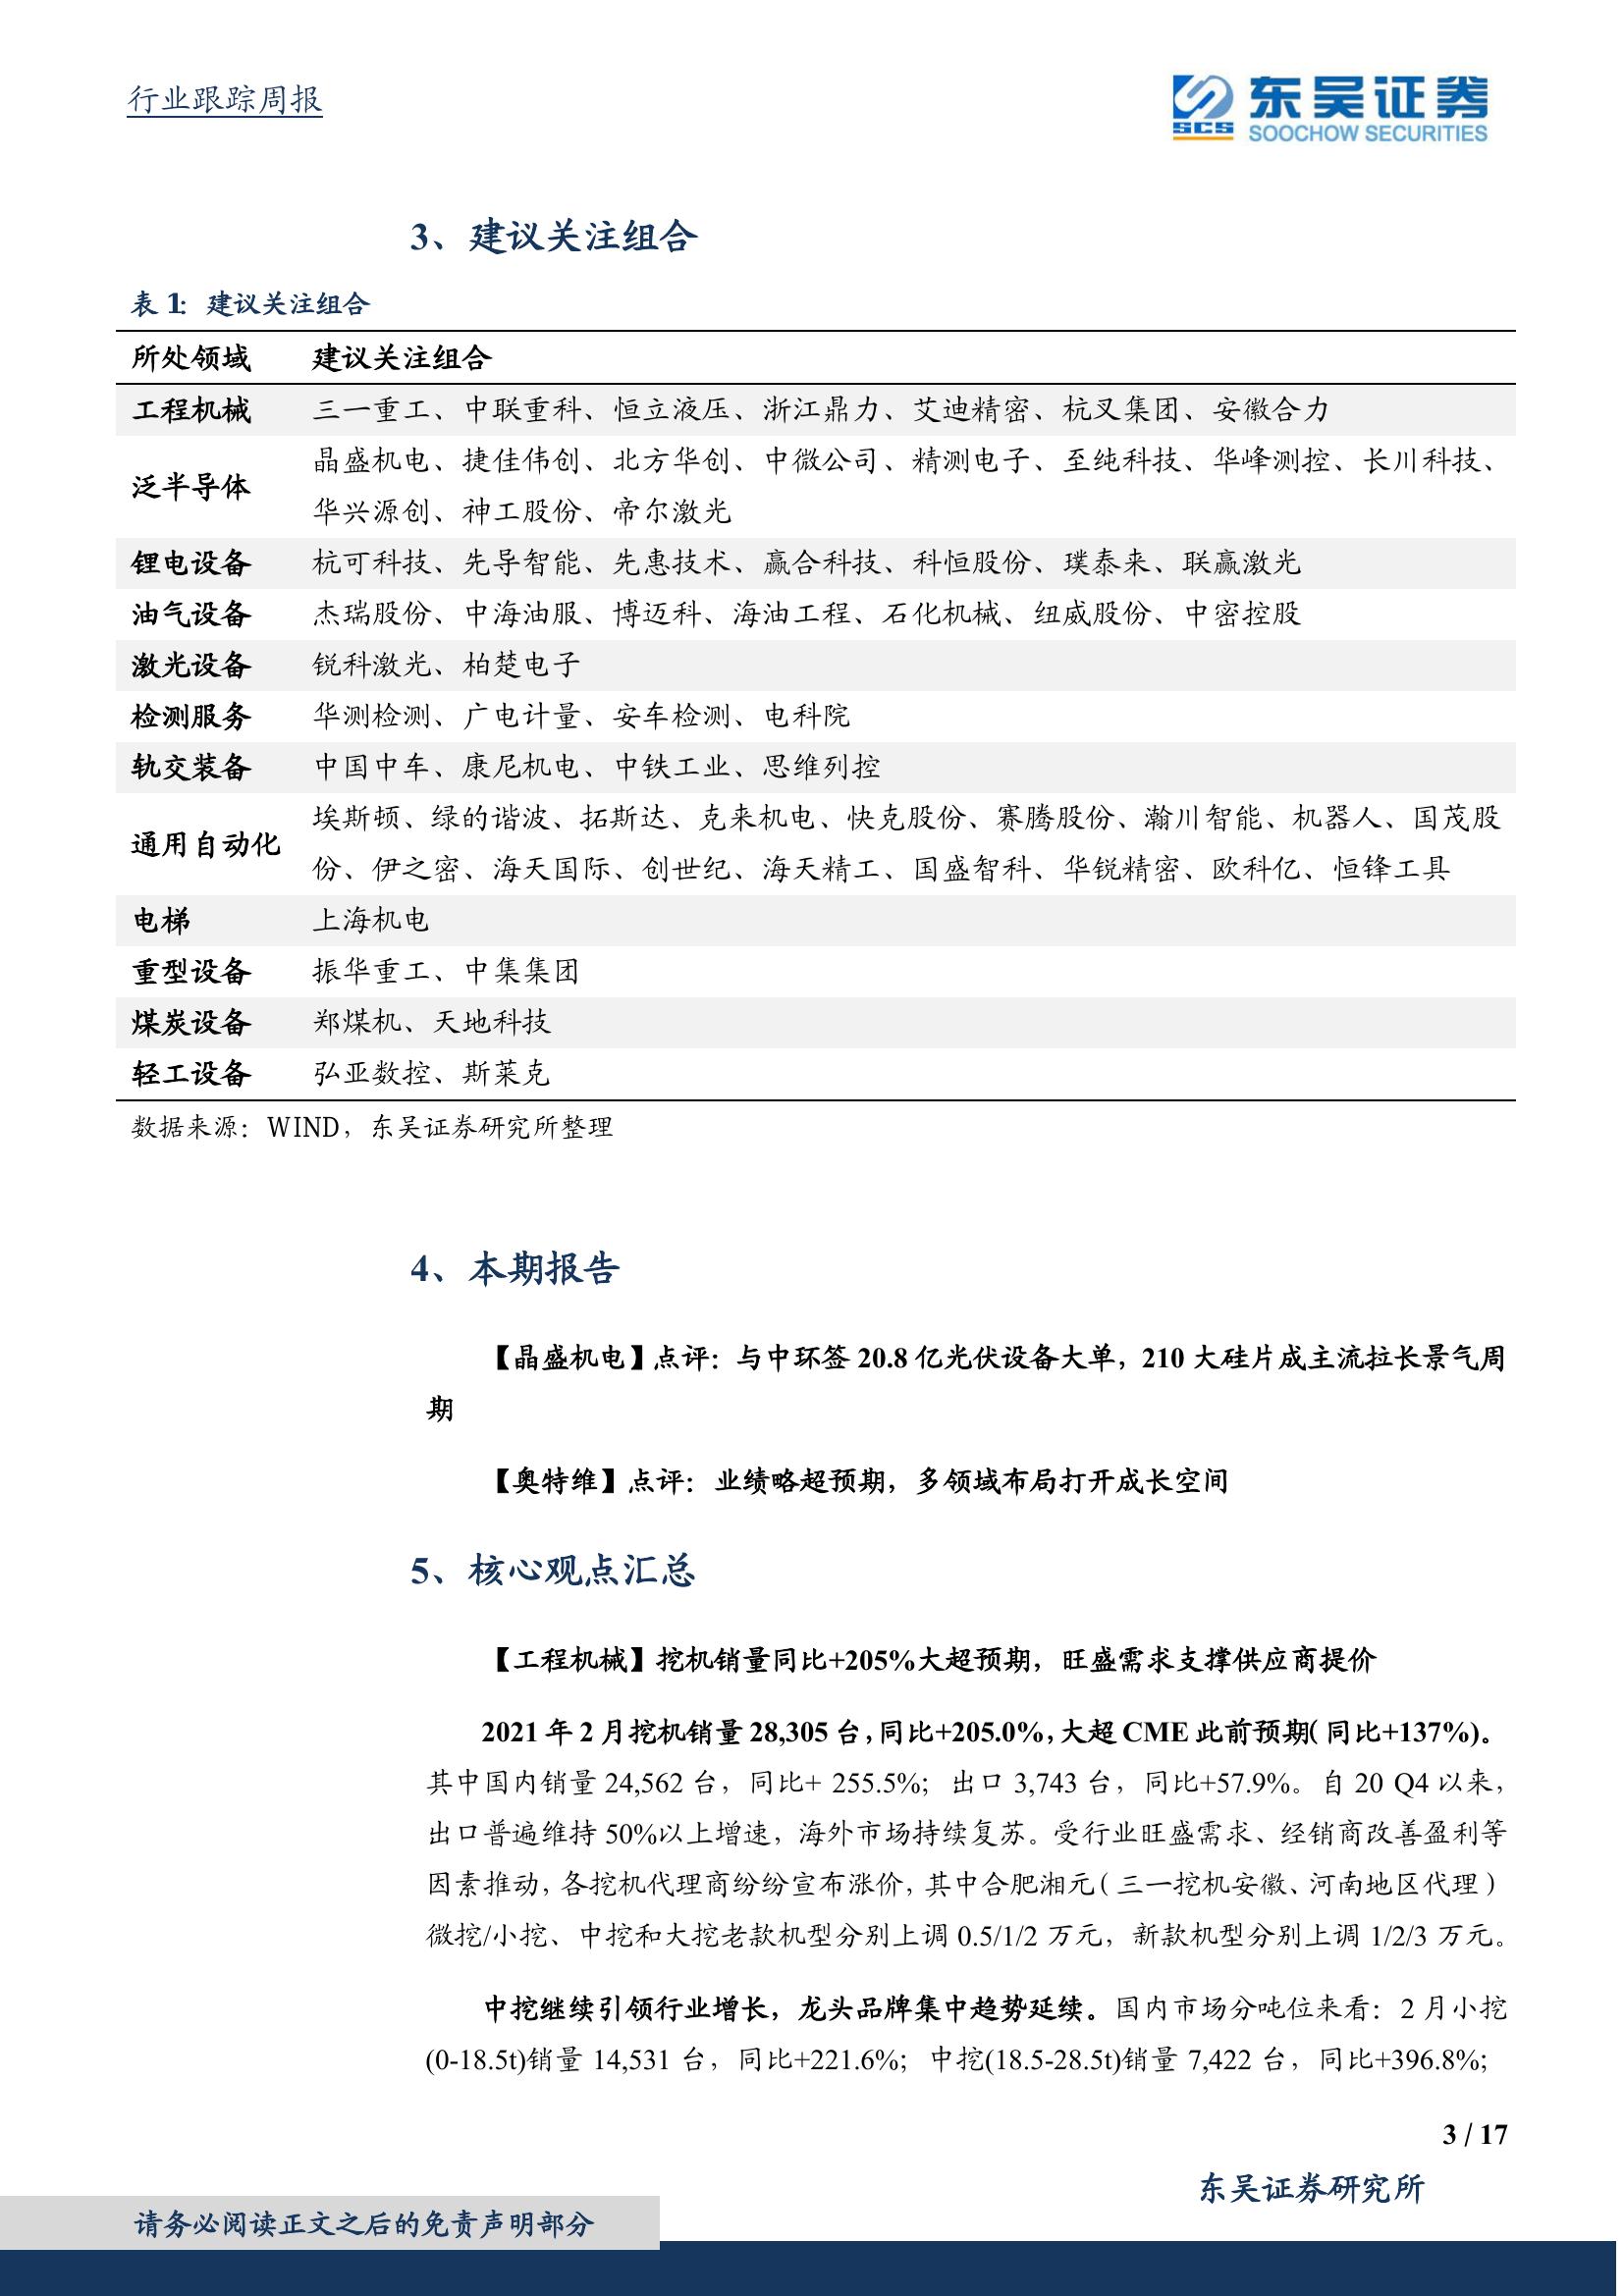 行业跟踪周报
SCS 东吴证券
SOOCHOW SECURITIES
3、建议关注组合
表 1：建议关注组合
所处领域 建议关注组合
工程机械 三一重工、中联重科、恒立液压、浙江鼎力、艾迪精密、杭叉集团、安徽合力
泛半导体 晶盛机电、捷佳伟创、北方华创、中微公司、精测电子、至纯科技、华峰测控、长川科技、
华兴源创、神工股份、帝尔激光
锂电设备 杭可科技、先导智能、先惠技术、赢合科技、科恒股份、璞泰来、联赢激光
油气设备 杰瑞股份、中海油服、博迈科、海油工程、石化机械、纽威股份、中密控股
激光设备 锐科激光、柏楚电子
检测服务 华测检测、广电计量、安车检测、电科院
轨交装备 中国中车、康尼机电、中铁工业、思维列控
通用自动化 埃斯顿、绿的谐波、拓斯达、克来机电、快克股份、赛腾股份、瀚川智能、机器人、国茂股
份、伊之密、海天国际、创世纪、海天精工、国盛智科、华锐精密、欧科亿、恒锋工具
电梯 上海机电
重型设备 振华重工、中集集团
煤炭设备 郑煤机、天地科技
轻工设备 弘亚数控、斯莱克
数据来源：WIND，东吴证券研究所整理
4、本期报告
【晶盛机电】点评：与中环签 20.8 亿光伏设备大单，210 大硅片成主流拉长景气周
期
【奥特维】点评：业绩略超预期，多领域布局打开成长空间
5、核心观点汇总
【工程机械】挖机销量同比+205%大超预期，旺盛需求支撑供应商提价
2021 年 2 月挖机销量 28,305 台，同比+205.0%，大超 CME 此前预期（同比+137%)。
其中国内销量 24,562 台，同比+ 255.5%；出口 3,743 台，同比+57.9%。自 20 Q4 以来，
出口普遍维持 50%以上增速，海外市场持续复苏。受行业旺盛需求、经销商改善盈利等
因素推动，各挖机代理商纷纷宣布涨价，其中合肥湘元（三一挖机安徽、河南地区代理）
微挖/小挖、中挖和大挖老款机型分别上调 0.5/1/2 万元，新款机型分别上调 1/2/3 万元。
中挖继续引领行业增长，龙头品牌集中趋势延续。国内市场分吨位来看：2 月小挖
(0-18.5t)销量 14,531 台，同比+221.6%；中挖(18.5-28.5t)销量 7,422 台，同比+396.8%；
3 / 17
东吴证券研究所
请务必阅读正文之后的免责声明部分